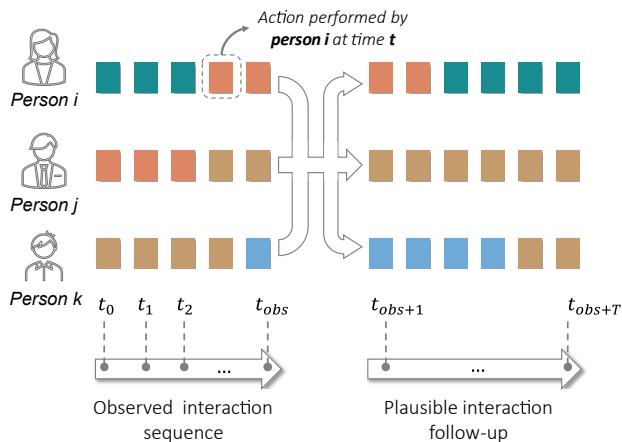 Action performed by
person i at time t
Person i
Person j
Person k
t0 t1 t2 tobs tobs+1 tobs+T
... ...
Observed interaction
sequence
Plausible interaction
follow-up